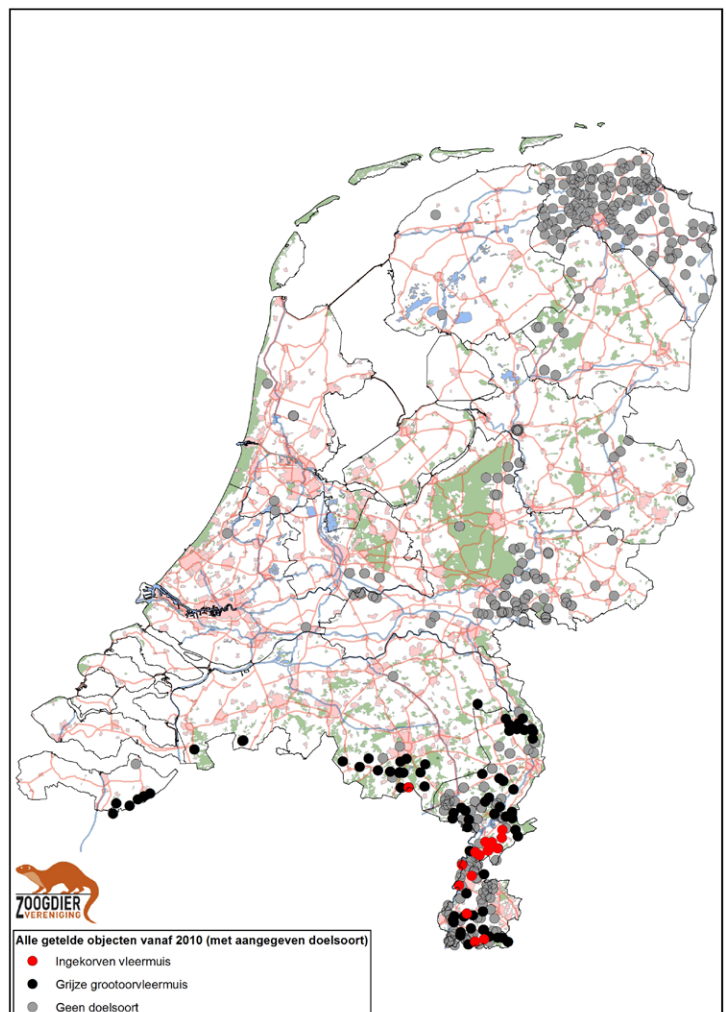 ZOOGDIER
VERENIGING
Alle getelde objecten vanaf 2010 (met aangegeven doelsoort)
Ingekorven vleermuis
Grijze grootoorvleermuis
Geen doelsoort